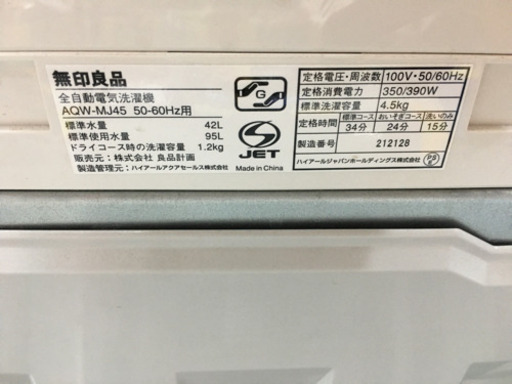 無印良品
全自動電気洗濯機
AQW-MJ45 50-60Hz用
標準水量 42L
標準使用水量 95L
ドライコース時の洗濯容量 1.2kg
販売元：株式会社 良品計画
製造管理元：ハイアールアクアセールス株式会社
G
JET
Made in China
定格電圧・周波数 100V・50/60Hz
定格消費電力 350/390W
標準洗濯容量 4.5kg
定格時間 標準コース おいそぎコース 洗いのみ
34分 24分 15分
製造番号 212128
ハイアールジャパンホールディングス株式会社